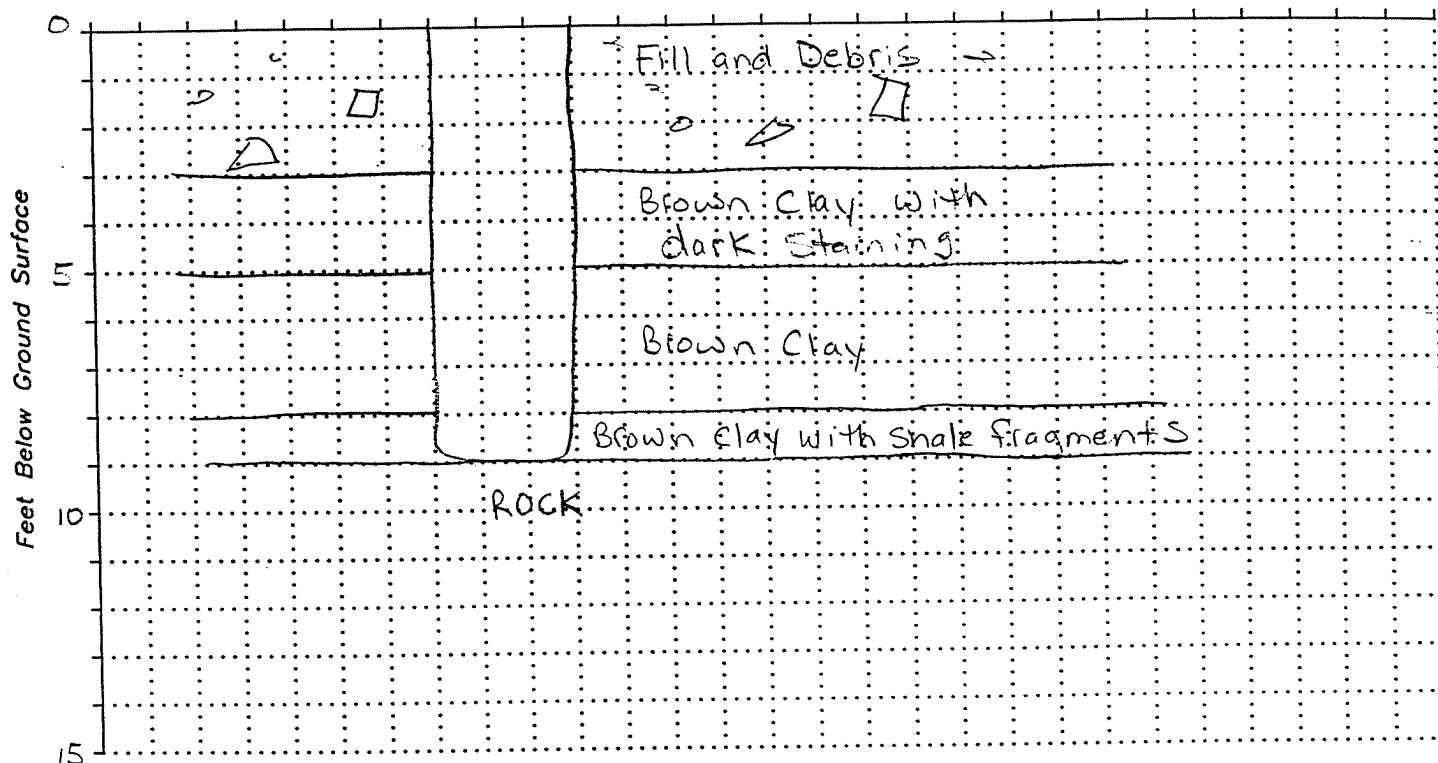 0
Fill and Debris →
Brown Clay with
dark Staining
5
Brown Clay
Brown Clay with Shale fragments
ROCK
10
15
Feet Below Ground Surface